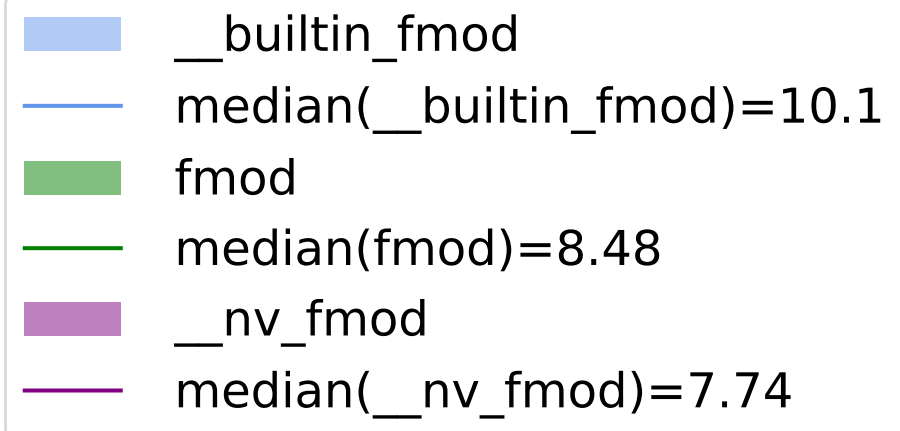 __builtin_fmod
median(__builtin_fmod)=10.1
fmod
median(fmod)=8.48
__nv_fmod
median(__nv_fmod)=7.74